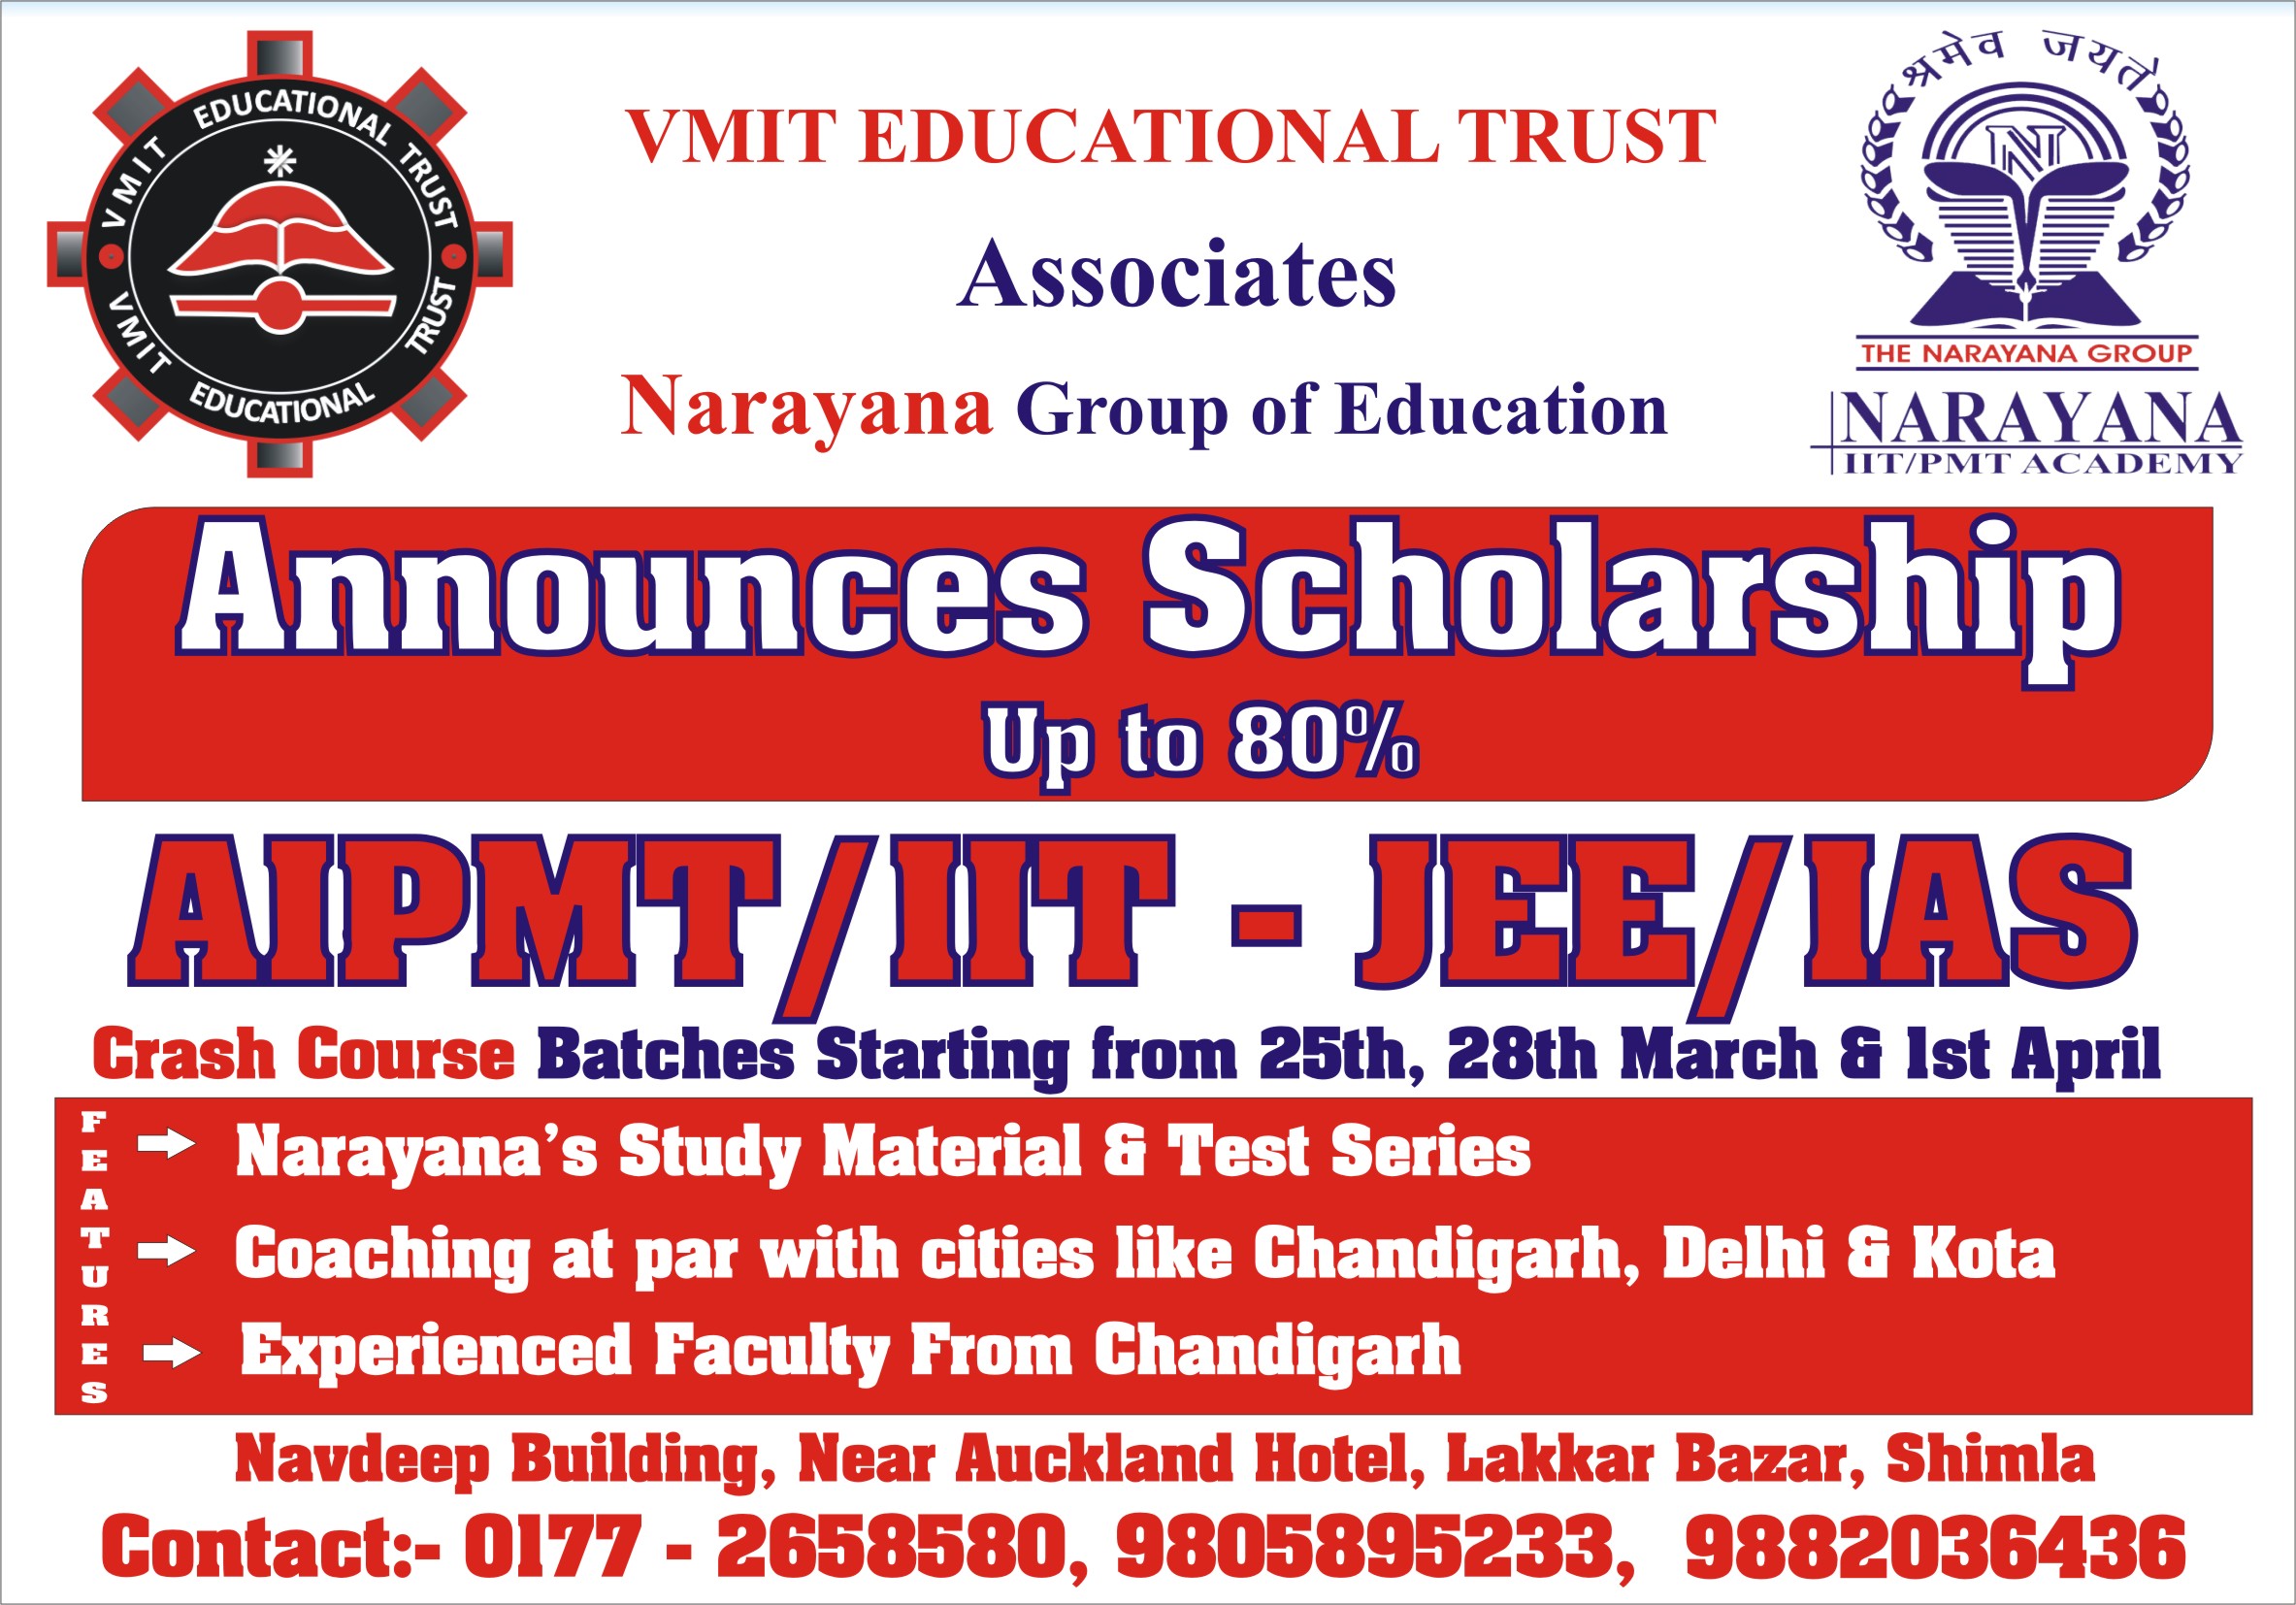 VMIT EDUCATIONAL TRUST
VMIT EDUCATIONAL TRUST
VMIT EDUCATIONAL TRUST
Associates
Narayana Group of Education
श्रमेव जयते
N
THE NARAYANA GROUP
NARAYANA
IIT/PMT ACADEMY
Announces Scholarship
Up to 80%
AIPMT/IIT - JEE/IAS
Crash Course Batches Starting from 25th, 28th March & 1st April
FEATURES
Narayana's Study Material & Test Series
Coaching at par with cities like Chandigarh, Delhi & Kota
Experienced Faculty From Chandigarh
Navdeep Building, Near Auckland Hotel, Lakkar Bazar, Shimla
Contact:- 0177 - 2658580, 9805895233, 9882036436